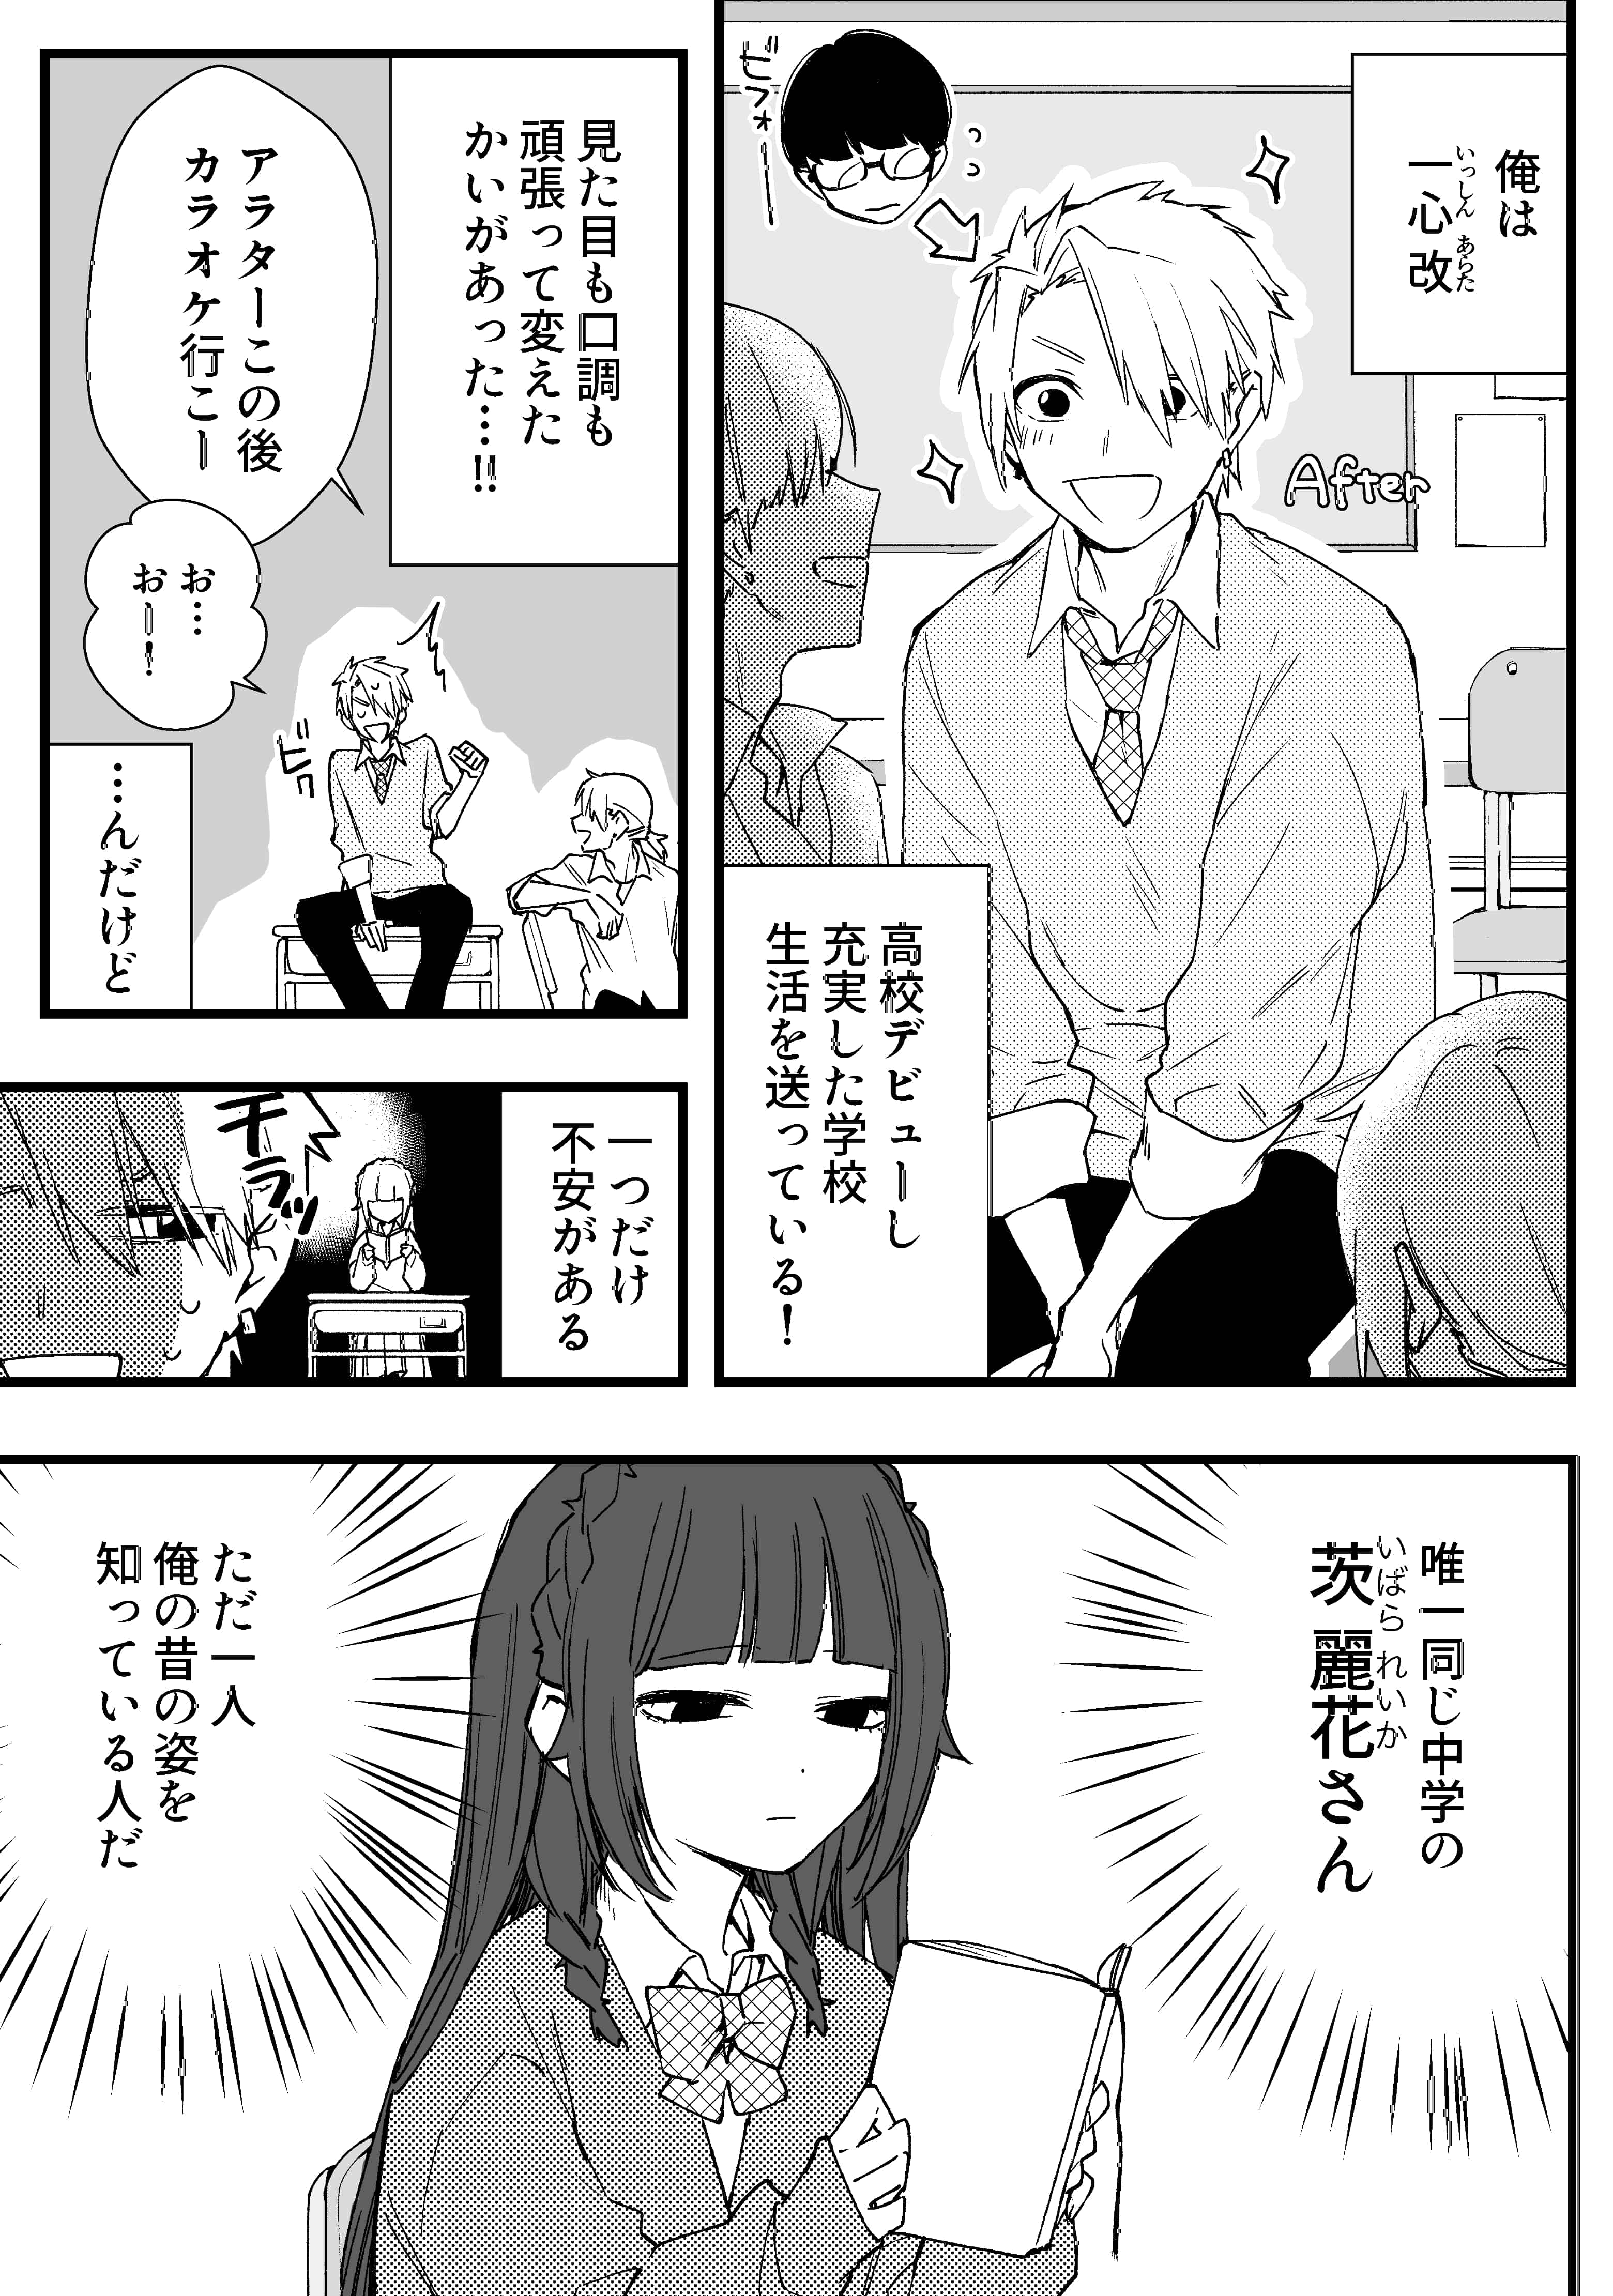 俺は
一心改
いっしん あらた
ビフォー
After
高校デビューし
充実した学校
生活を送っている！
見た目も口調も
頑張って変えた
かいがあった…!!
アラターこの後
カラオケ行こー
お…
おー！
ビク
…んだけど
一つだけ
不安がある
チラッ
唯一同じ中学の
茨麗花さん
いばら れいか
ただ一人
俺の昔の姿を
知っている人だ